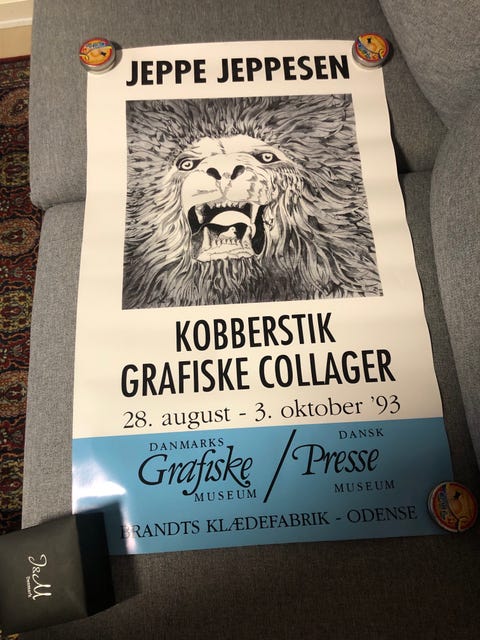 JEPPE JEPPESEN
KOBBERSTIK
GRAFISKE COLLAGER
28. august - 3. oktober '93
DANMARKS
Grafiske
MUSEUM
/
DANSK
Presse
MUSEUM
BRANDTS KLÆDEFABRIK - ODENSE
J&M
Denmark